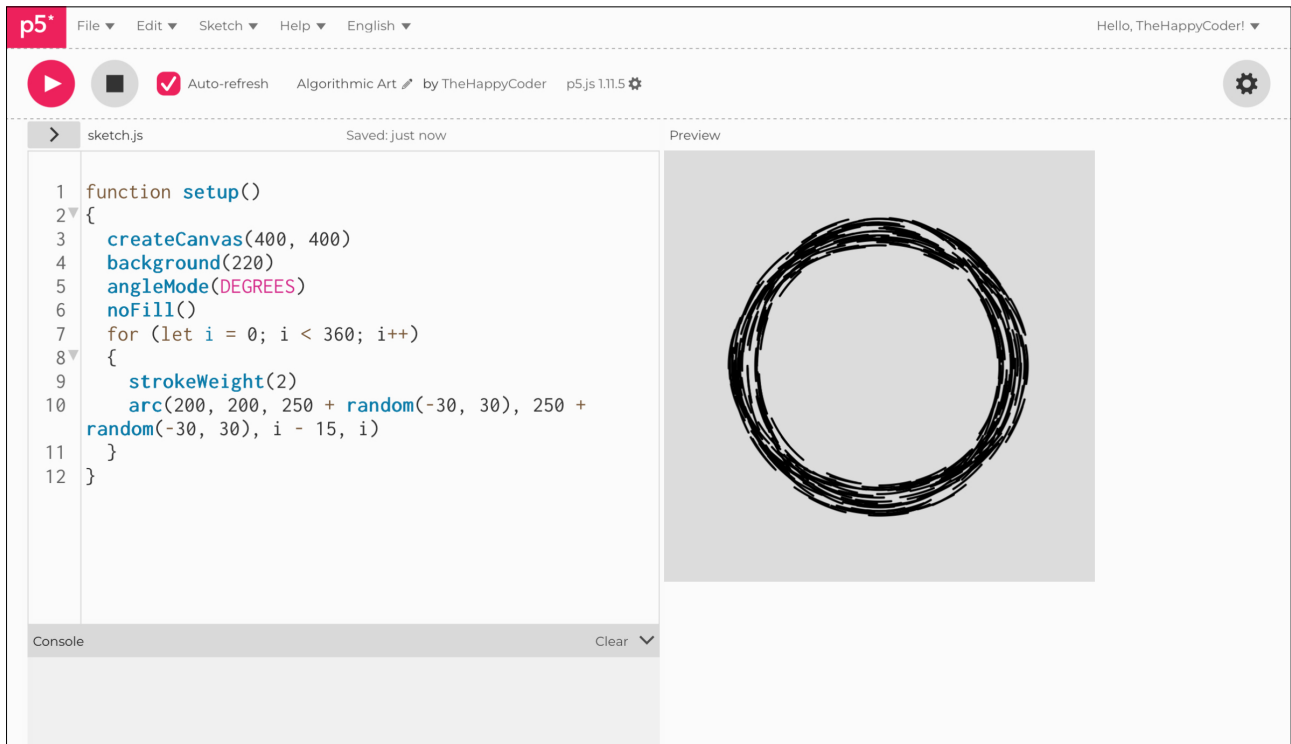 p5* File ▼ Edit ▼ Sketch ▼ Help ▼ English ▼ Hello, TheHappyCoder! ▼
Auto-refresh Algorithmic Art by TheHappyCoder p5.js 1.11.5
sketch.js Saved: just now Preview
1 function setup()
2 {
3 createCanvas(400, 400)
4 background(220)
5 angleMode(DEGREES)
6 noFill()
7 for (let i = 0; i < 360; i++)
8 {
9 strokeWeight(2)
10 arc(200, 200, 250 + random(-30, 30), 250 +
random(-30, 30), i - 15, i)
11 }
12 }
Console Clear